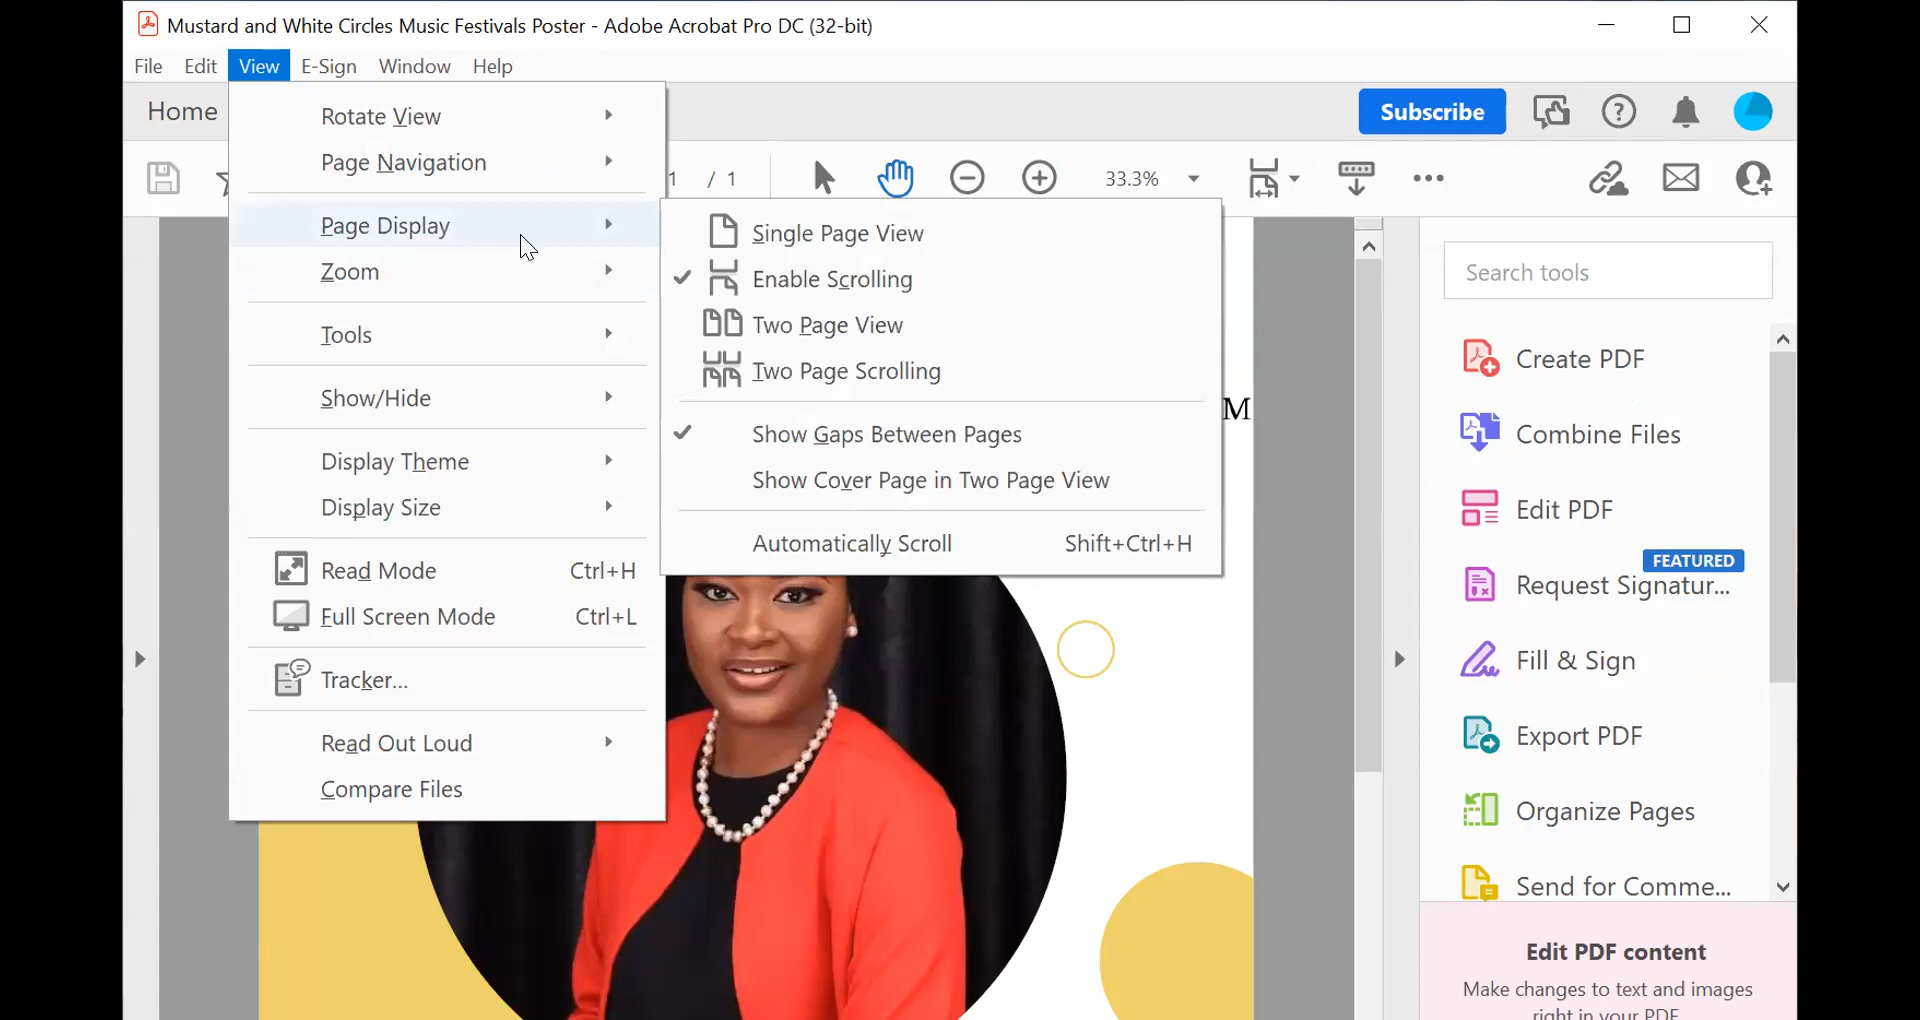 Mustard and White Circles Music Festivals Poster - Adobe Acrobat Pro DC (32-bit)
File Edit View E-Sign Window Help
Home
Subscribe
1 / 1
33.3%
Rotate View
Page Navigation
Page Display
Zoom
Tools
Show/Hide
Display Theme
Display Size
Read Mode Ctrl+H
Full Screen Mode Ctrl+L
Tracker...
Read Out Loud
Compare Files
Single Page View
Enable Scrolling
Two Page View
Two Page Scrolling
Show Gaps Between Pages
Show Cover Page in Two Page View
Automatically Scroll Shift+Ctrl+H
M
Search tools
Create PDF
Combine Files
Edit PDF
FEATURED
Request Signatur...
Fill & Sign
Export PDF
Organize Pages
Send for Comme...
Edit PDF content
Make changes to text and images
right in your PDF